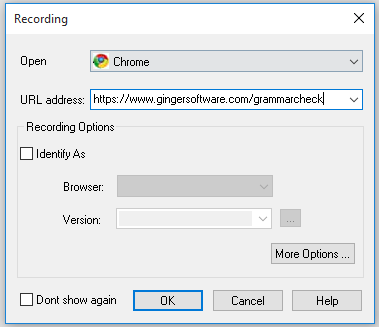 Recording
Open Chrome
URL address: https://www.gingersoftware.com/grammarcheck
Recording Options
Identify As
Browser:
Version: ...
More Options ...
Dont show again OK Cancel Help